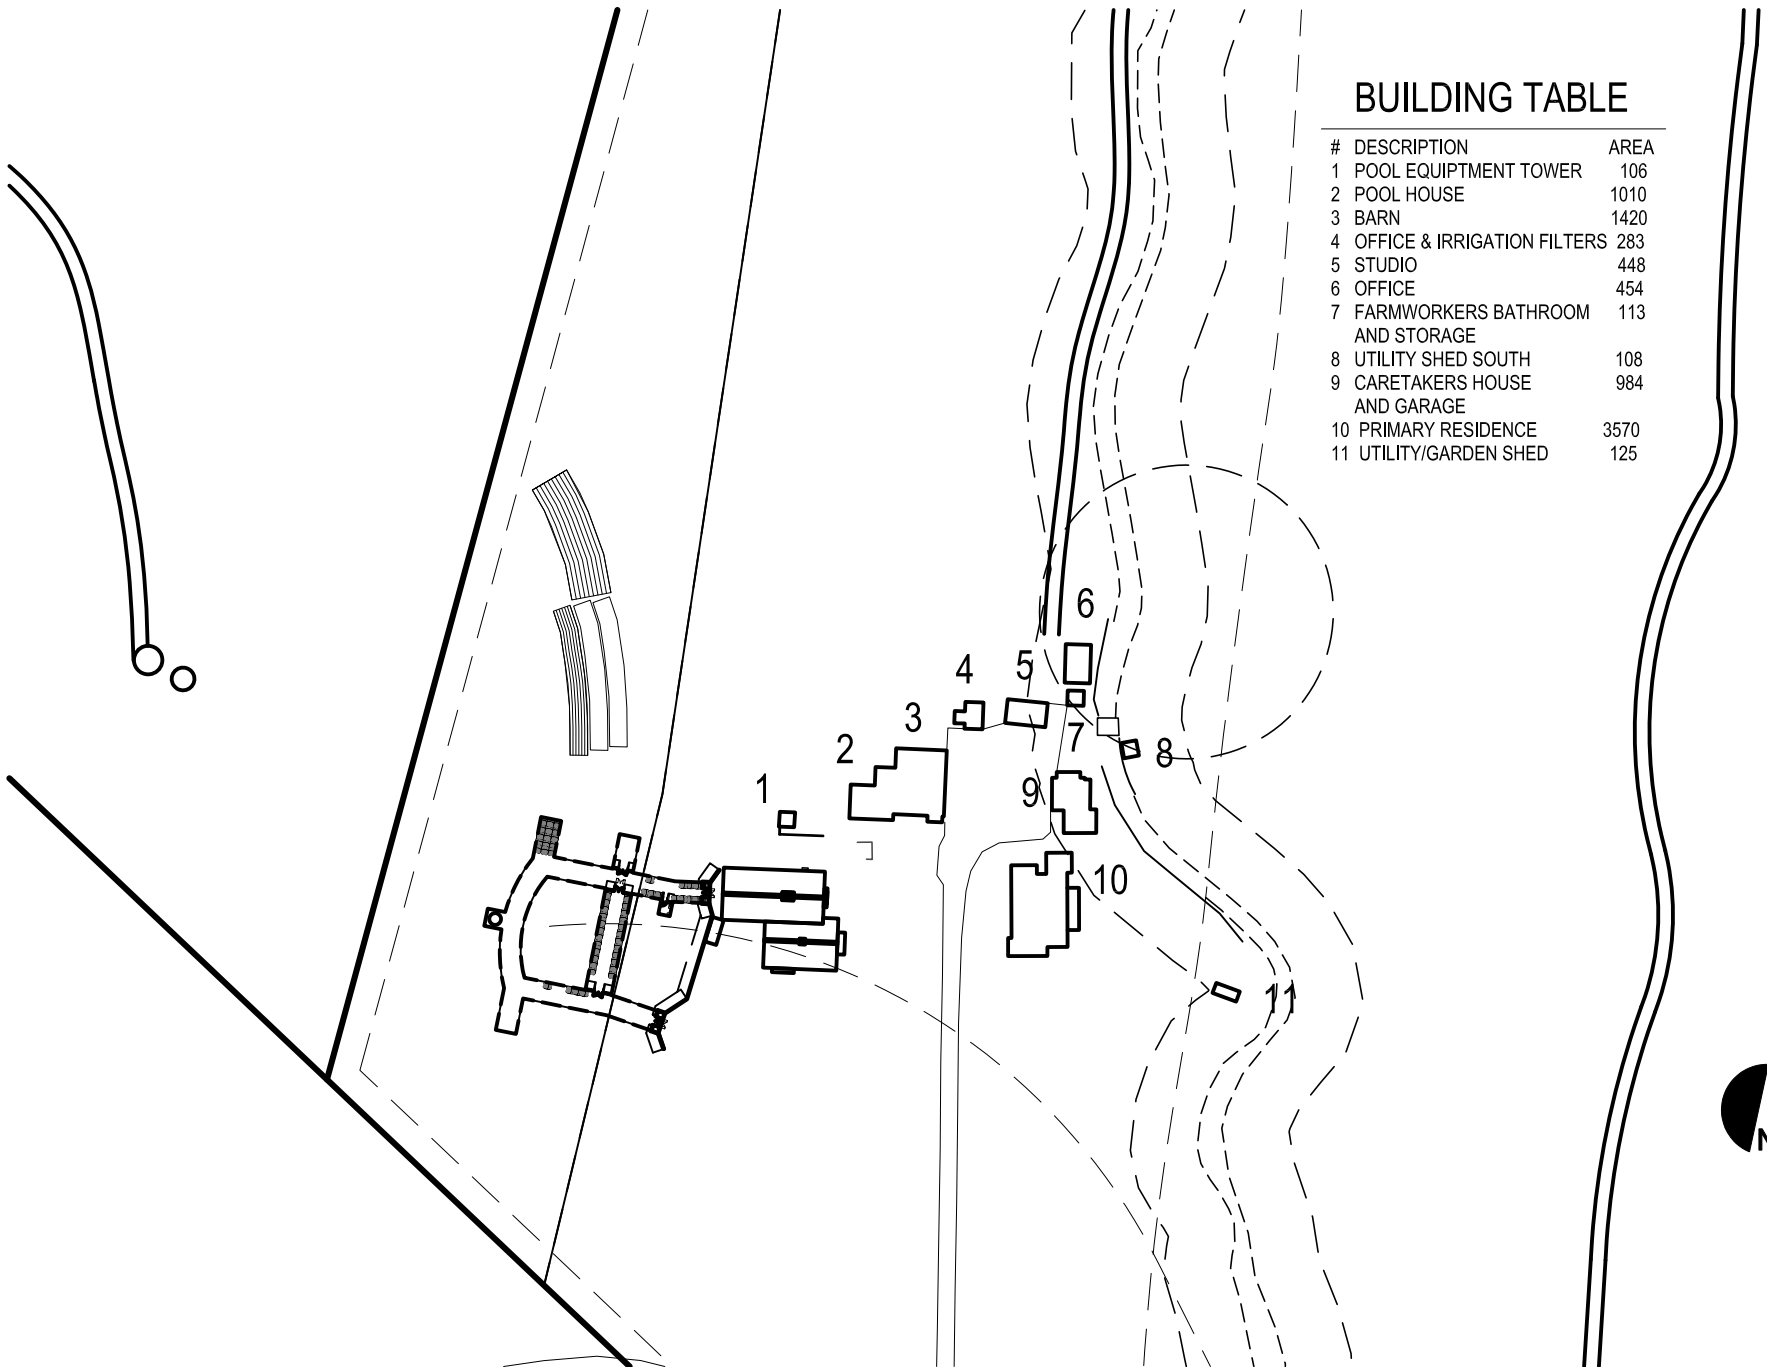 BUILDING TABLE
# DESCRIPTION AREA
1 POOL EQUIPTMENT TOWER 106
2 POOL HOUSE 1010
3 BARN 1420
4 OFFICE & IRRIGATION FILTERS 283
5 STUDIO 448
6 OFFICE 454
7 FARMWORKERS BATHROOM 113
AND STORAGE
8 UTILITY SHED SOUTH 108
9 CARETAKERS HOUSE 984
AND GARAGE
10 PRIMARY RESIDENCE 3570
11 UTILITY/GARDEN SHED 125
6
5
4
3
7
2
8
1
9
10
11
N